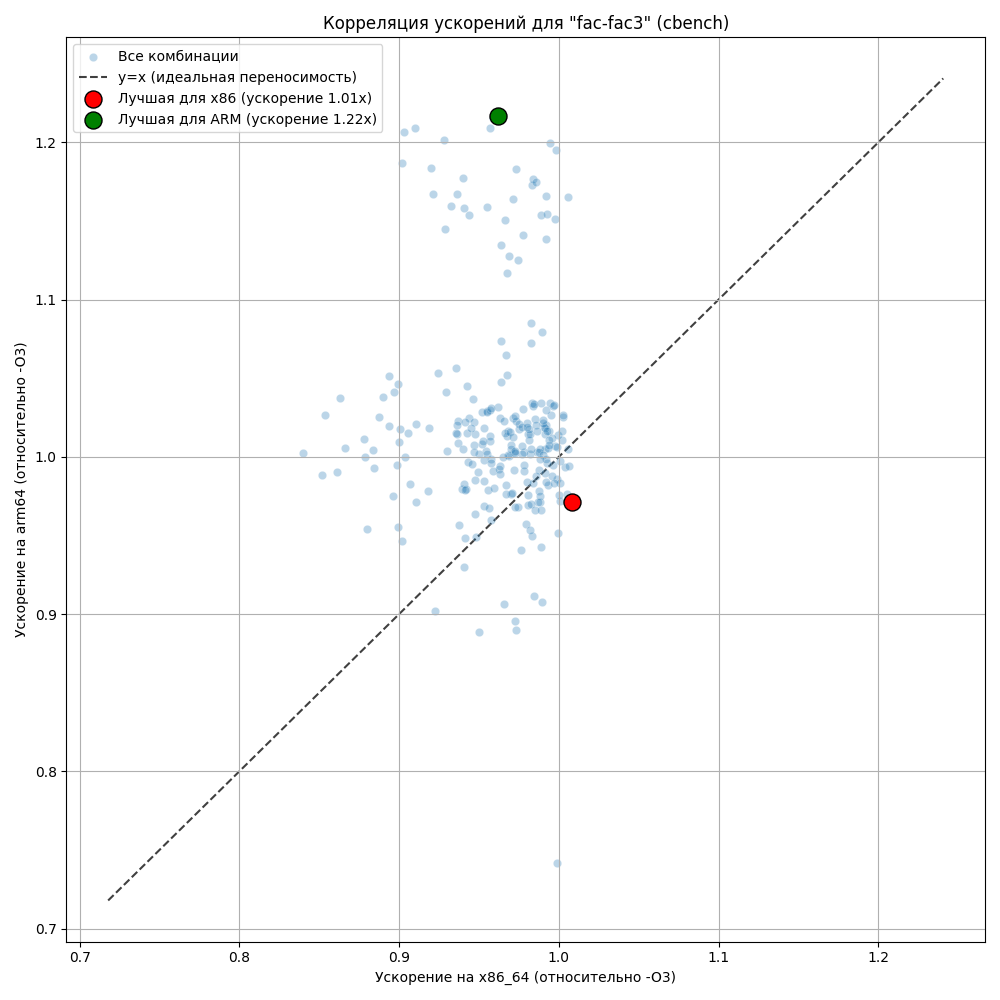 Корреляция ускорений для "fac-fac3" (cbench)
Все комбинации
y=x (идеальная переносимость)
Лучшая для x86 (ускорение 1.01x)
Лучшая для ARM (ускорение 1.22x)
Ускорение на arm64 (относительно -O3)
1.2
1.1
1.0
0.9
0.8
0.7
0.7 0.8 0.9 1.0 1.1 1.2
Ускорение на x86_64 (относительно -O3)